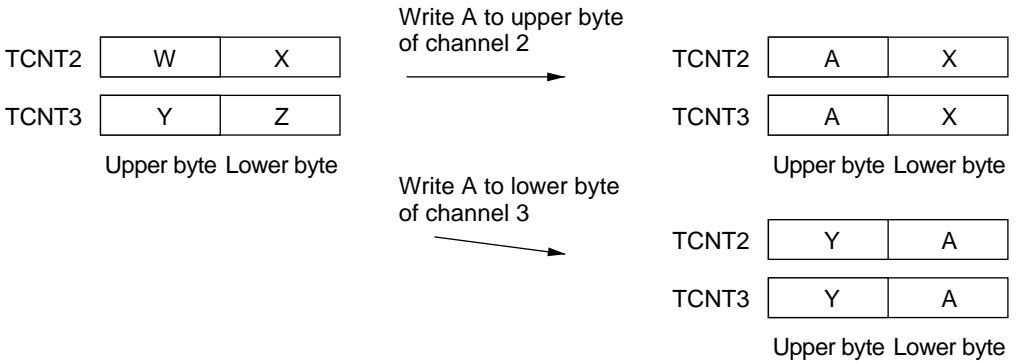 Write A to upper byte
of channel 2
TCNT2 W X
TCNT3 Y Z
Upper byte Lower byte
TCNT2 A X
TCNT3 A X
Upper byte Lower byte
Write A to lower byte
of channel 3
TCNT2 Y A
TCNT3 Y A
Upper byte Lower byte